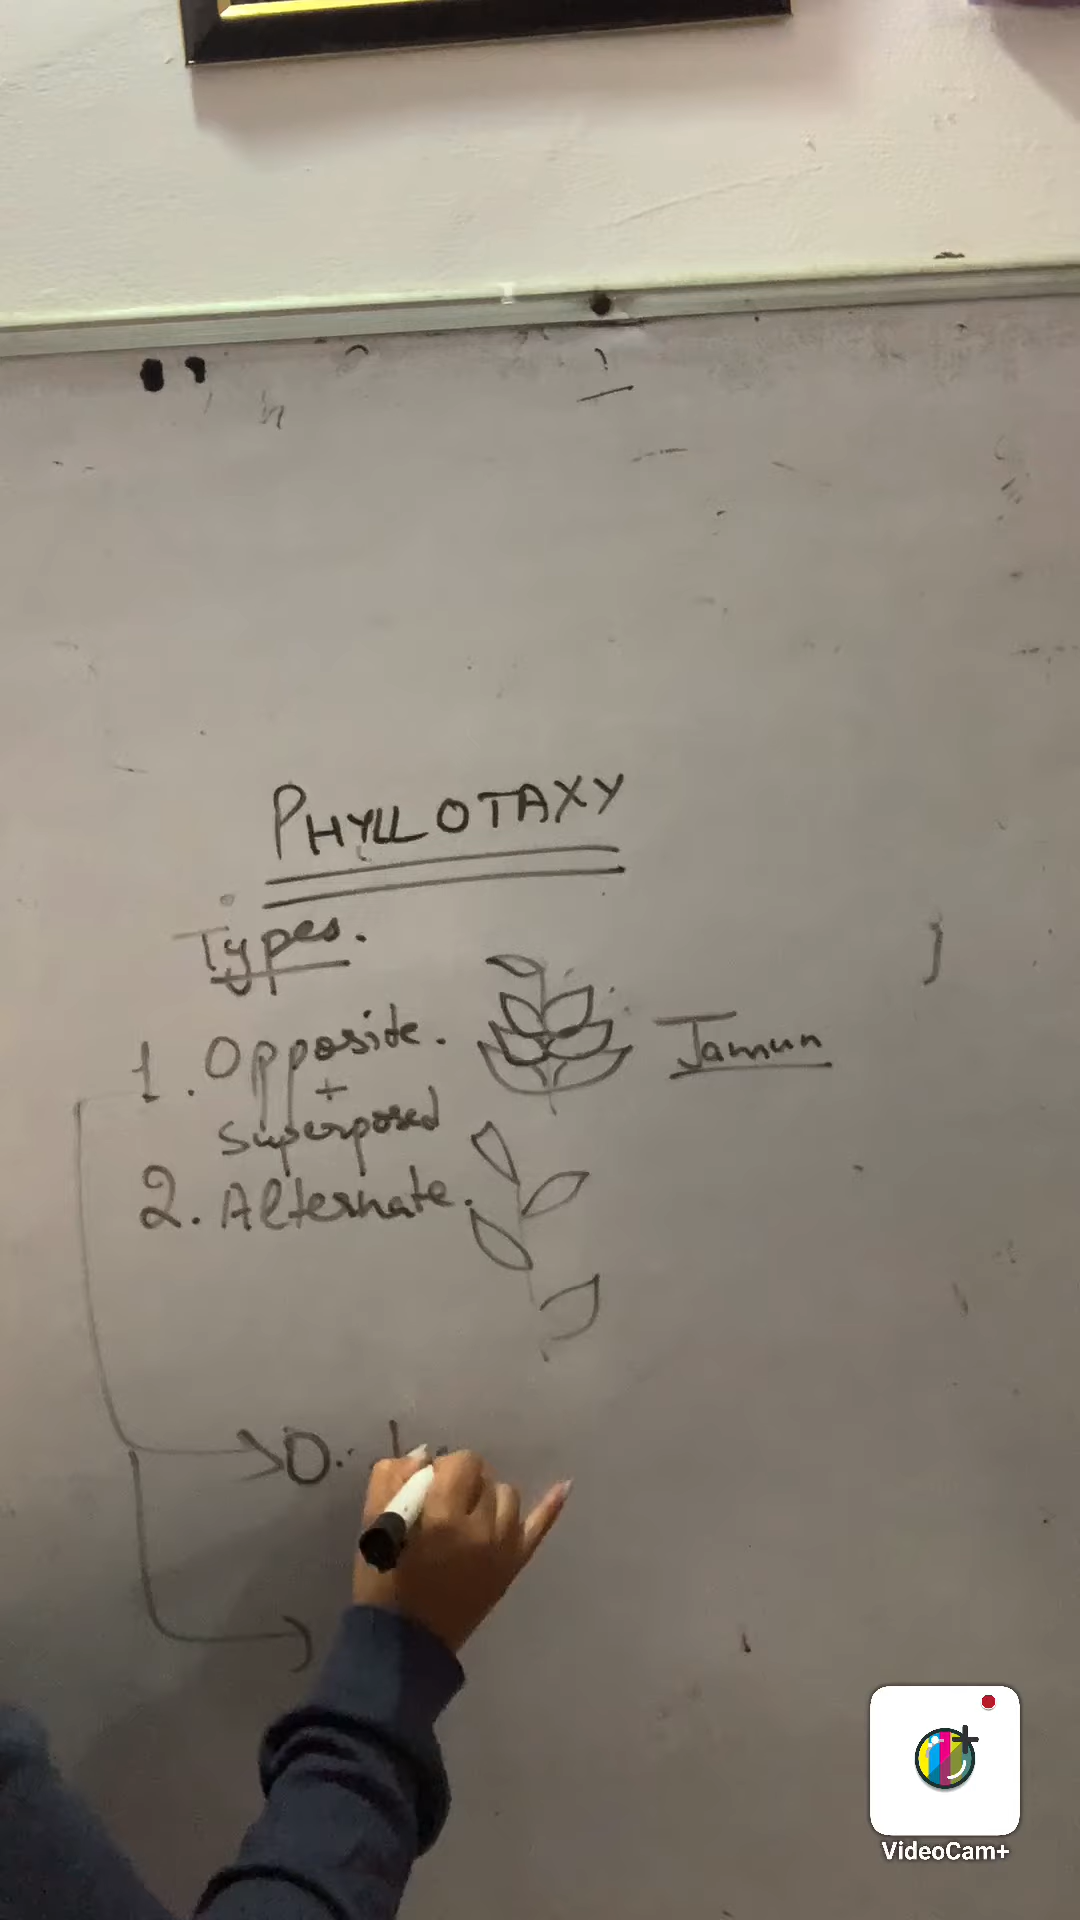 PHYLLOTAXY
Types.
1. Opposite.
+
Superposed
Jamun
2. Alternate.
VideoCam+